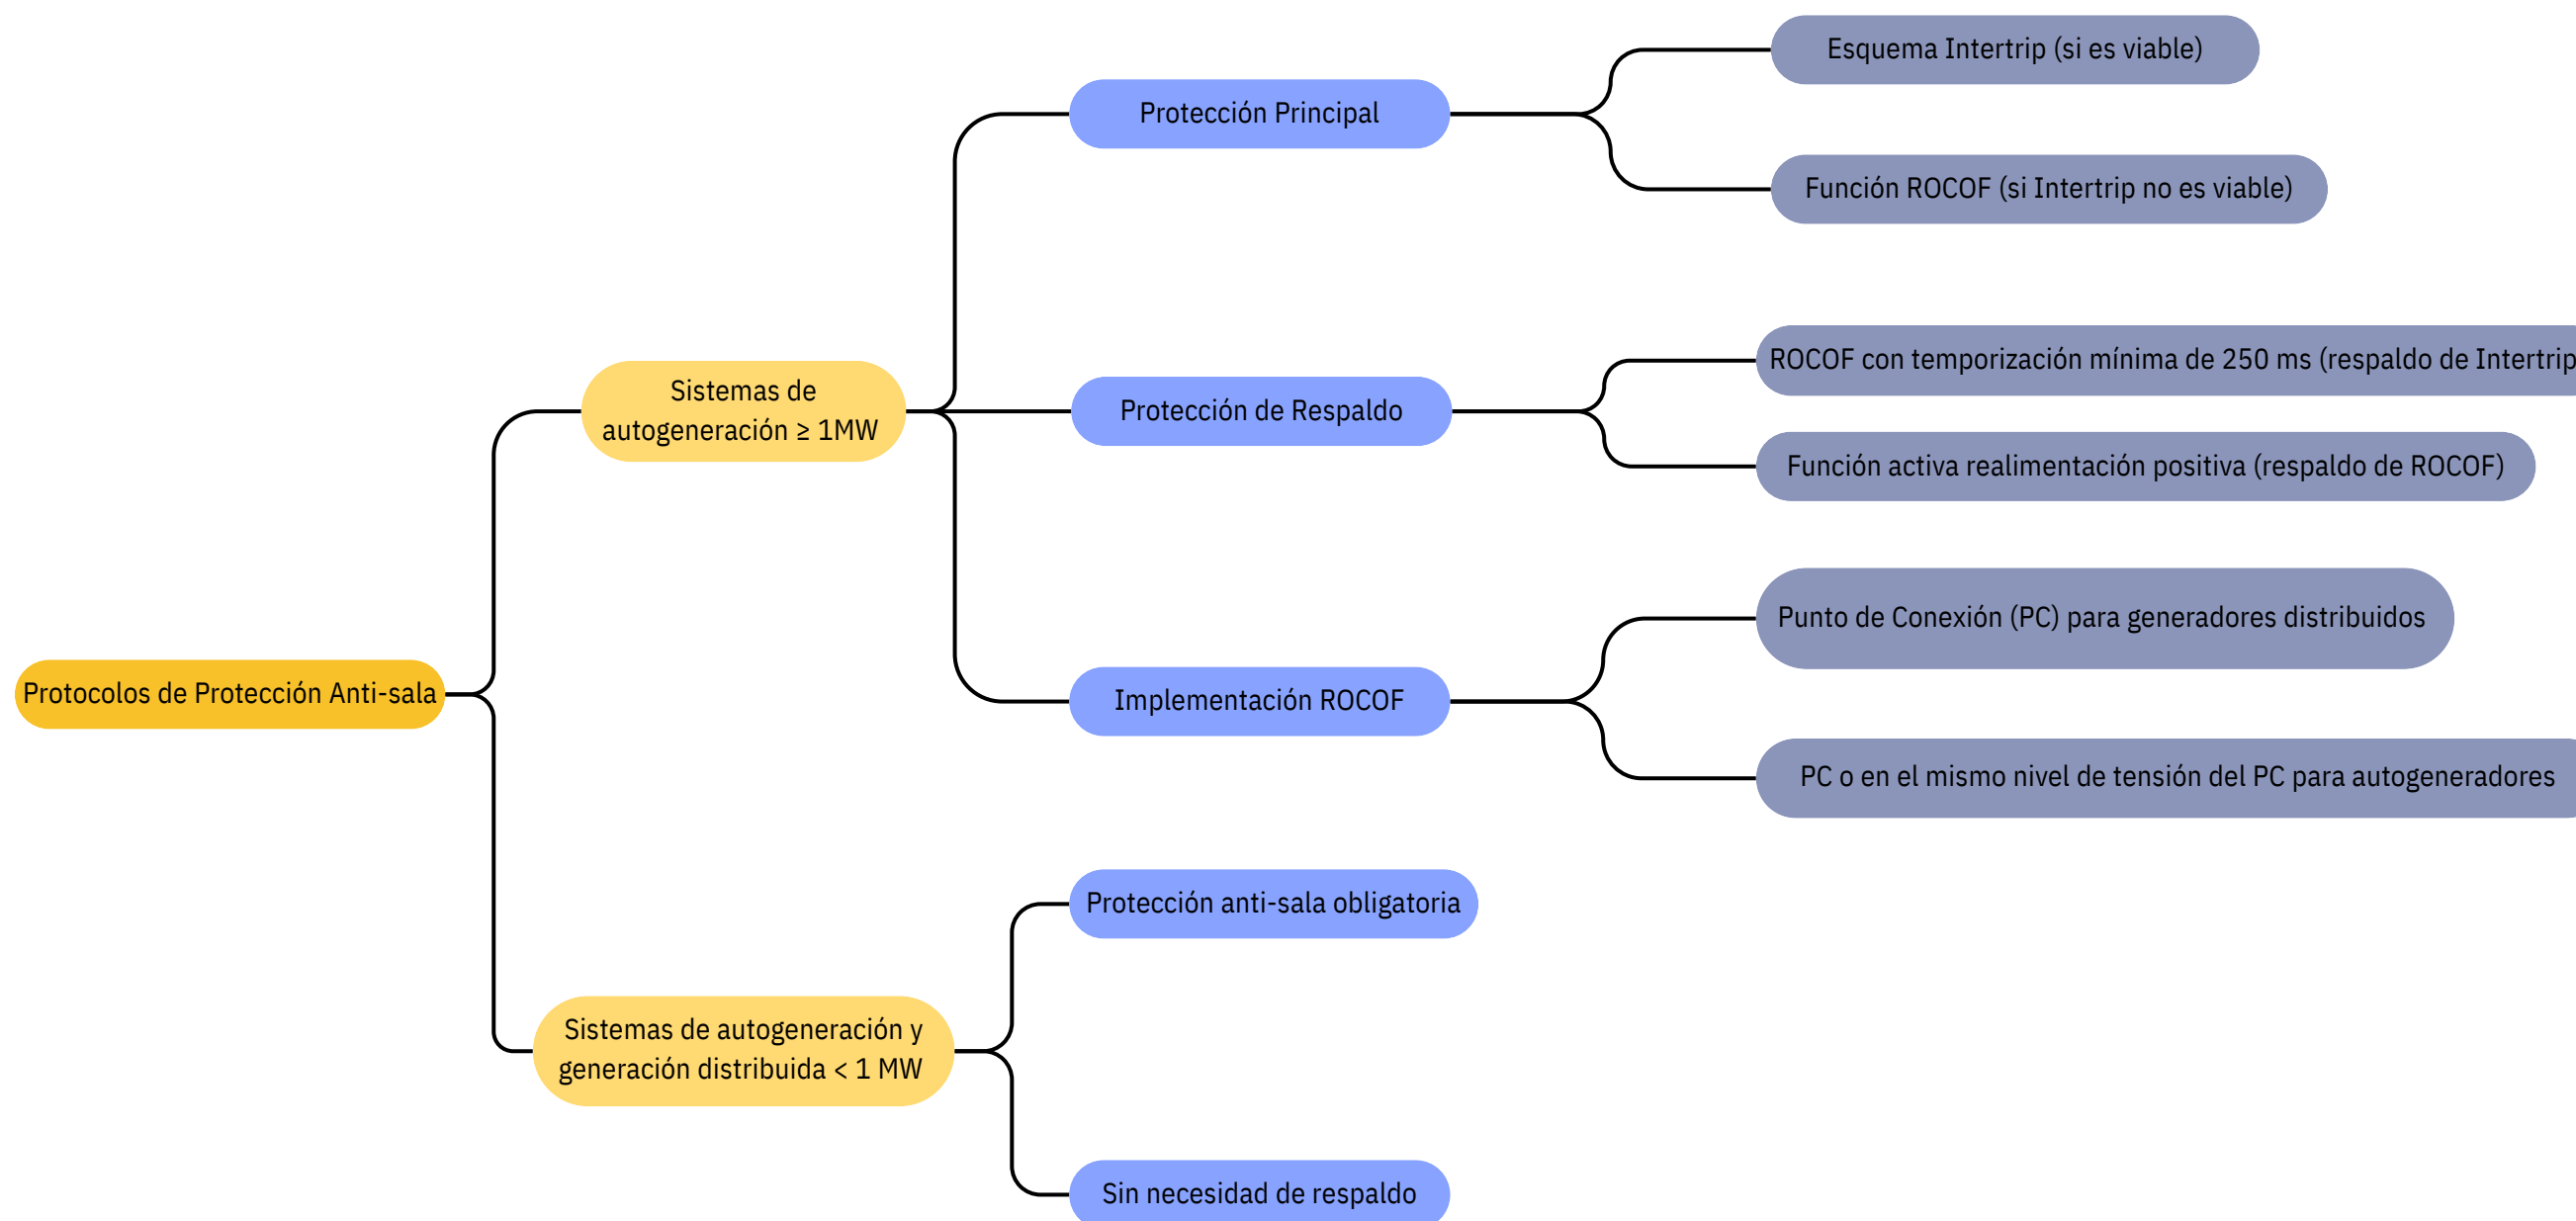 Protocolos de Protección Anti-sala
Sistemas de
autogeneración ≥ 1MW
Protección Principal
Esquema Intertrip (si es viable)
Función ROCOF (si Intertrip no es viable)
Protección de Respaldo
ROCOF con temporización mínima de 250 ms (respaldo de Intertrip
Función activa realimentación positiva (respaldo de ROCOF)
Implementación ROCOF
Punto de Conexión (PC) para generadores distribuidos
PC o en el mismo nivel de tensión del PC para autogeneradores
Sistemas de autogeneración y
generación distribuida < 1 MW
Protección anti-sala obligatoria
Sin necesidad de respaldo